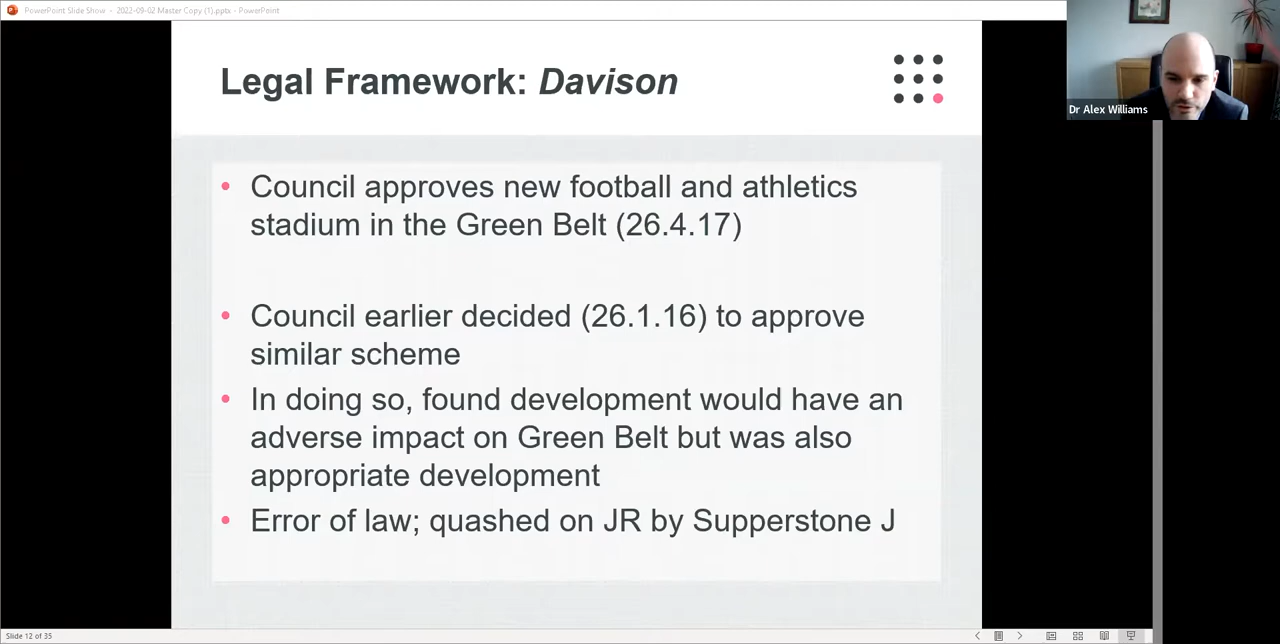 PowerPoint Slide Show - 2022-09-02 Master Copy (1).pptx - PowerPoint
Dr Alex Williams
Legal Framework: Davison
• Council approves new football and athletics
stadium in the Green Belt (26.4.17)
• Council earlier decided (26.1.16) to approve
similar scheme
• In doing so, found development would have an
adverse impact on Green Belt but was also
appropriate development
• Error of law; quashed on JR by Supperstone J
Slide 12 of 35